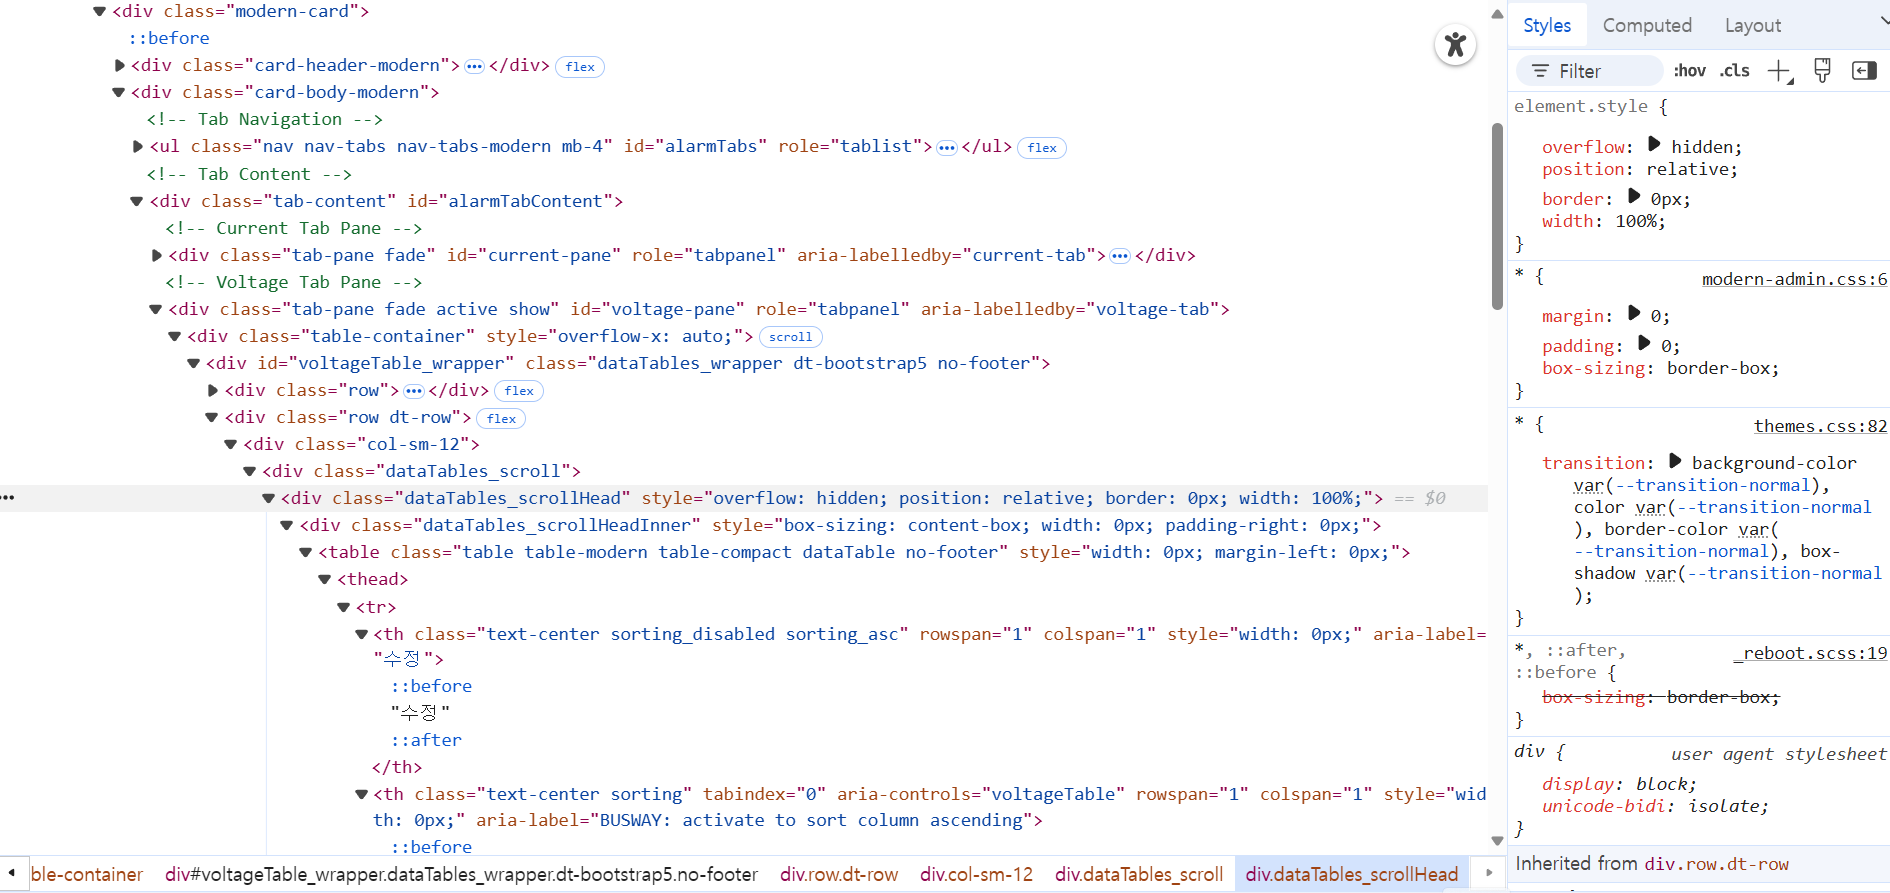 <div class="modern-card">
::before
<div class="card-header-modern"> ••• </div> flex
<div class="card-body-modern">
<!-- Tab Navigation -->
<ul class="nav nav-tabs nav-tabs-modern mb-4" id="alarmTabs" role="tablist"> ••• </ul> flex
<!-- Tab Content -->
<div class="tab-content" id="alarmTabContent">
<!-- Current Tab Pane -->
<div class="tab-pane fade" id="current-pane" role="tabpanel" aria-labelledby="current-tab"> ••• </div>
<!-- Voltage Tab Pane -->
<div class="tab-pane fade active show" id="voltage-pane" role="tabpanel" aria-labelledby="voltage-tab">
<div class="table-container" style="overflow-x: auto;"> scroll
<div id="voltageTable_wrapper" class="dataTables_wrapper dt-bootstrap5 no-footer">
<div class="row"> ••• </div> flex
<div class="row dt-row"> flex
<div class="col-sm-12">
<div class="dataTables_scroll">
<div class="dataTables_scrollHead" style="overflow: hidden; position: relative; border: 0px; width: 100%;"> == $0
<div class="dataTables_scrollHeadInner" style="box-sizing: content-box; width: 0px; padding-right: 0px;">
<table class="table table-modern table-compact dataTable no-footer" style="width: 0px; margin-left: 0px;">
<thead>
<tr>
<th class="text-center sorting_disabled sorting_asc" rowspan="1" colspan="1" style="width: 0px;" aria-label=
"수정">
::before
"수정"
::after
</th>
<th class="text-center sorting" tabindex="0" aria-controls="voltageTable" rowspan="1" colspan="1" style="wid
th: 0px;" aria-label="BUSWAY: activate to sort column ascending">
::before
ble-container div#voltageTable_wrapper.dataTables_wrapper.dt-bootstrap5.no-footer div.row.dt-row div.col-sm-12 div.dataTables_scroll div.dataTables_scrollHead
Styles Computed Layout
Filter :hov .cls
element.style {
overflow: hidden;
position: relative;
border: 0px;
width: 100%;
}
* { modern-admin.css:6
margin: 0;
padding: 0;
box-sizing: border-box;
}
* { themes.css:82
transition: background-color
var(--transition-normal),
color var(--transition-normal
), border-color var(
--transition-normal), box-
shadow var(--transition-normal
);
}
*, ::after, _reboot.scss:19
::before {
box-sizing: border-box;
}
div { user agent stylesheet
display: block;
unicode-bidi: isolate;
}
Inherited from div.row.dt-row